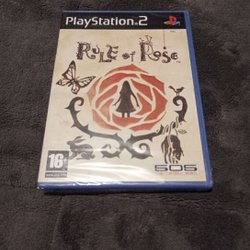 PlayStation®2
RULE of ROSE
16+
505